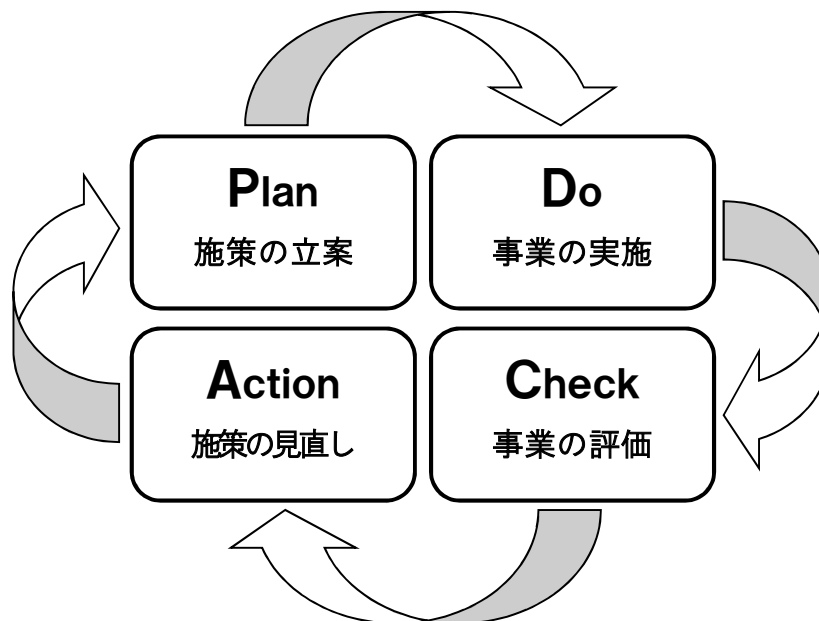 Plan
施策の立案
Do
事業の実施
Action
施策の見直し
Check
事業の評価